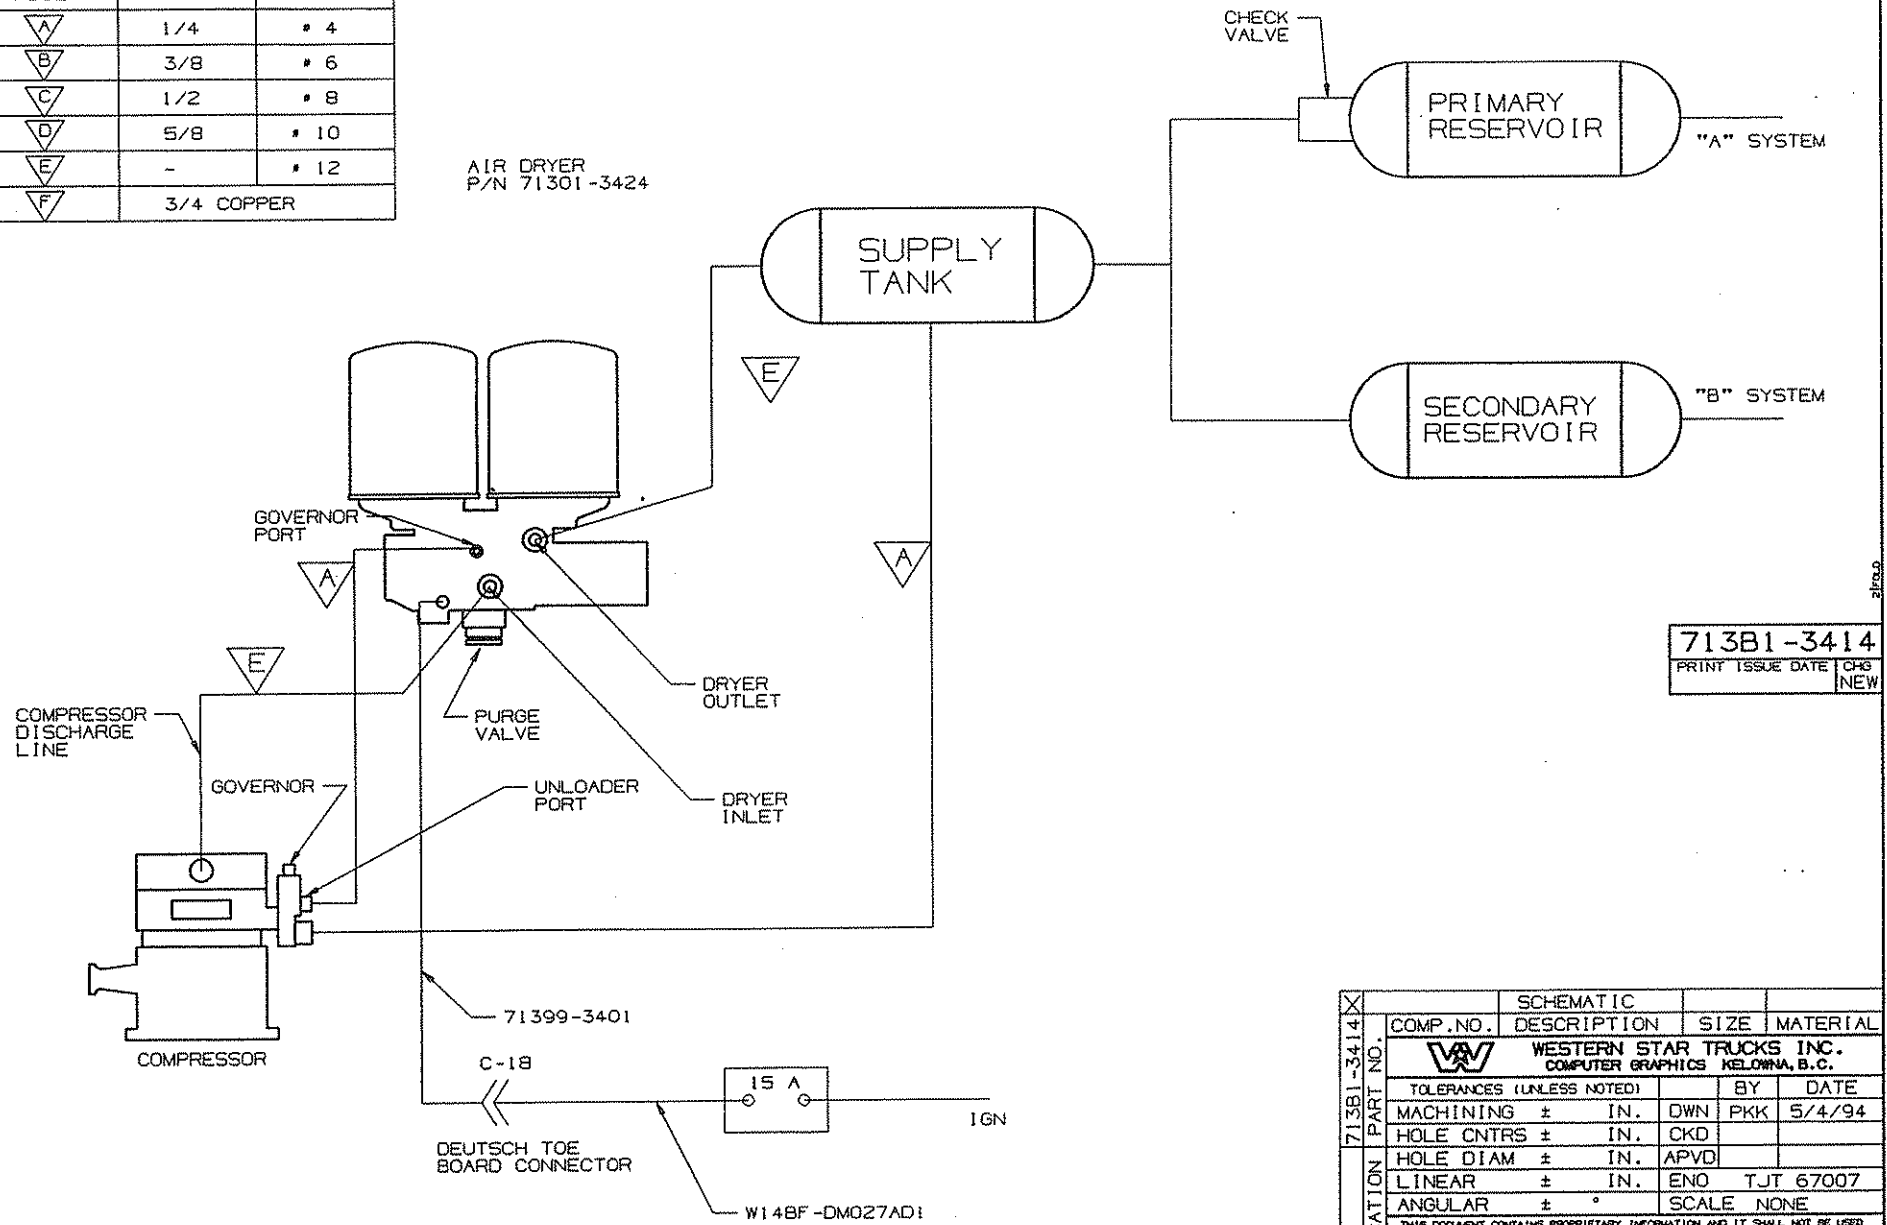 A 1/4 # 4
B 3/8 # 6
C 1/2 # 8
D 5/8 # 10
E - # 12
F 3/4 COPPER
AIR DRYER
P/N 71301-3424
CHECK
VALVE
PRIMARY
RESERVOIR
"A" SYSTEM
SUPPLY
TANK
SECONDARY
RESERVOIR
"B" SYSTEM
E
A
GOVERNOR
PORT
A
E
DRYER
OUTLET
PURGE
VALVE
COMPRESSOR
DISCHARGE
LINE
GOVERNOR
UNLOADER
PORT
DRYER
INLET
COMPRESSOR
71399-3401
C-18
DEUTSCH TOE
BOARD CONNECTOR
15 A
IGN
W14BF-DM027AD1
713B1-3414
PRINT ISSUE DATE CHG
NEW
X SCHEMATIC
COMP.NO. DESCRIPTION SIZE MATERIAL
WESTERN STAR TRUCKS INC.
COMPUTER GRAPHICS KELOWNA, B.C.
TOLERANCES (UNLESS NOTED) BY DATE
MACHINING ± IN. DWN PKK 5/4/94
HOLE CNTRS ± IN. CKD
HOLE DIAM ± IN. APVD
LINEAR ± IN. ENO TJT 67007
ANGULAR ± ° SCALE NONE
713B1-3414
PART NO.